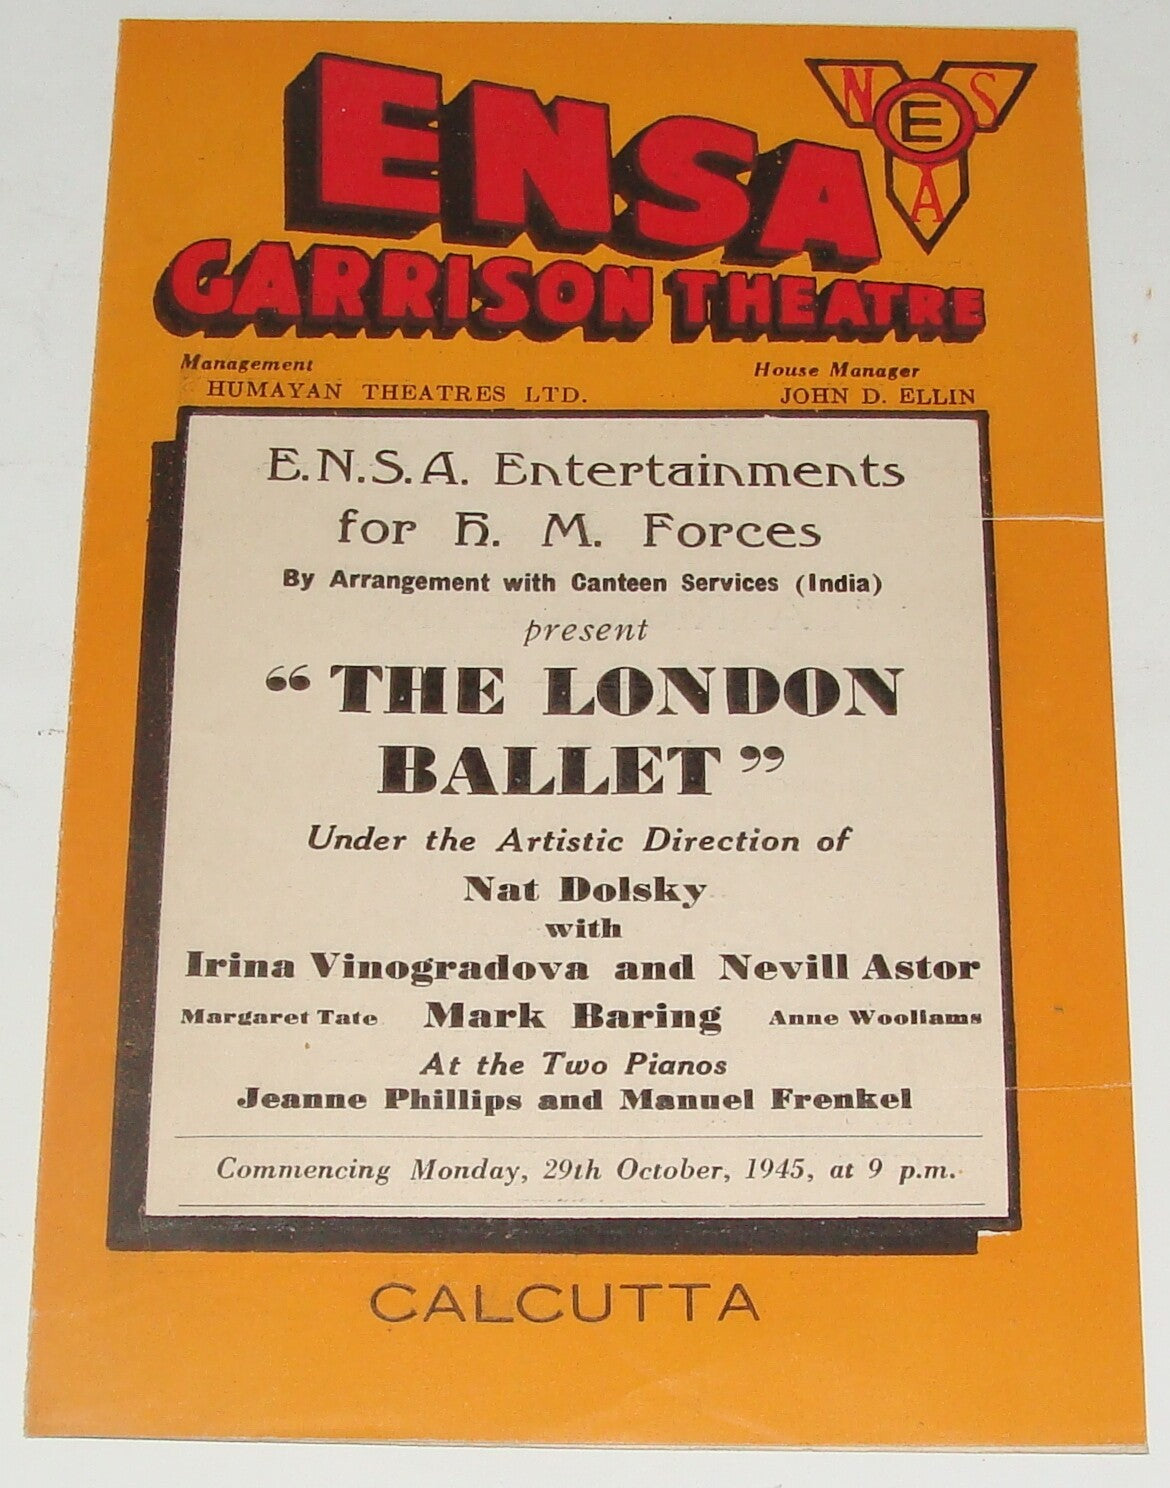 ENSA
N E S
A
GARRISON THEATRE
Management
HUMAYAN THEATRES LTD.
House Manager
JOHN D. ELLIN
E.N.S.A. Entertainments
for H. M. Forces
By Arrangement with Canteen Services (India)
present
“THE LONDON
BALLET”
Under the Artistic Direction of
Nat Dolsky
with
Irina Vinogradova and Nevill Astor
Margaret Tate Mark Baring Anne Woollams
At the Two Pianos
Jeanne Phillips and Manuel Frenkel
Commencing Monday, 29th October, 1945, at 9 p.m.
CALCUTTA